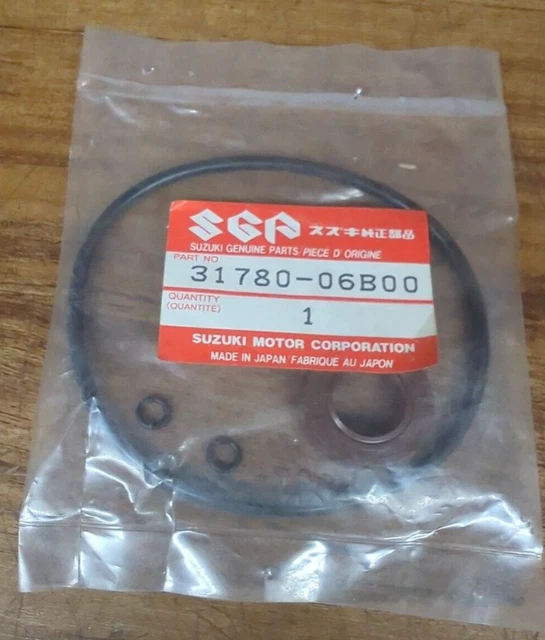 SGP スズキ純正部品
SUZUKI GENUINE PARTS/PIECE D' ORIGINE
PART NO.
31780-06B00
QUANTITY
(QUANTITÉ)
1
SUZUKI MOTOR CORPORATION
MADE IN JAPAN/FABRIQUE AU JAPON